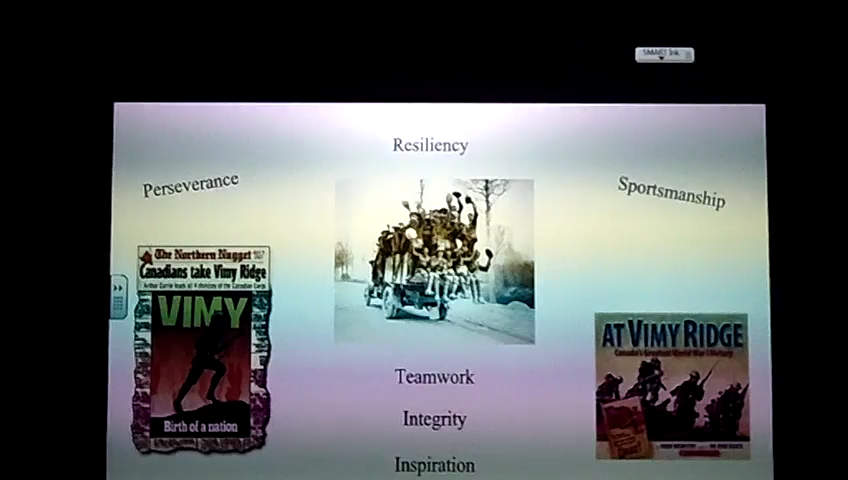 SMART Ink
Resiliency
Perseverance
Sportsmanship
The Northern Nugget
Canadians take Vimy Ridge
Arthur Currie leads all 4 divisions of the Canadian Corps
VIMY
Birth of a nation
AT VIMY RIDGE
Canada's Greatest World War I Victory
Teamwork
Integrity
Inspiration